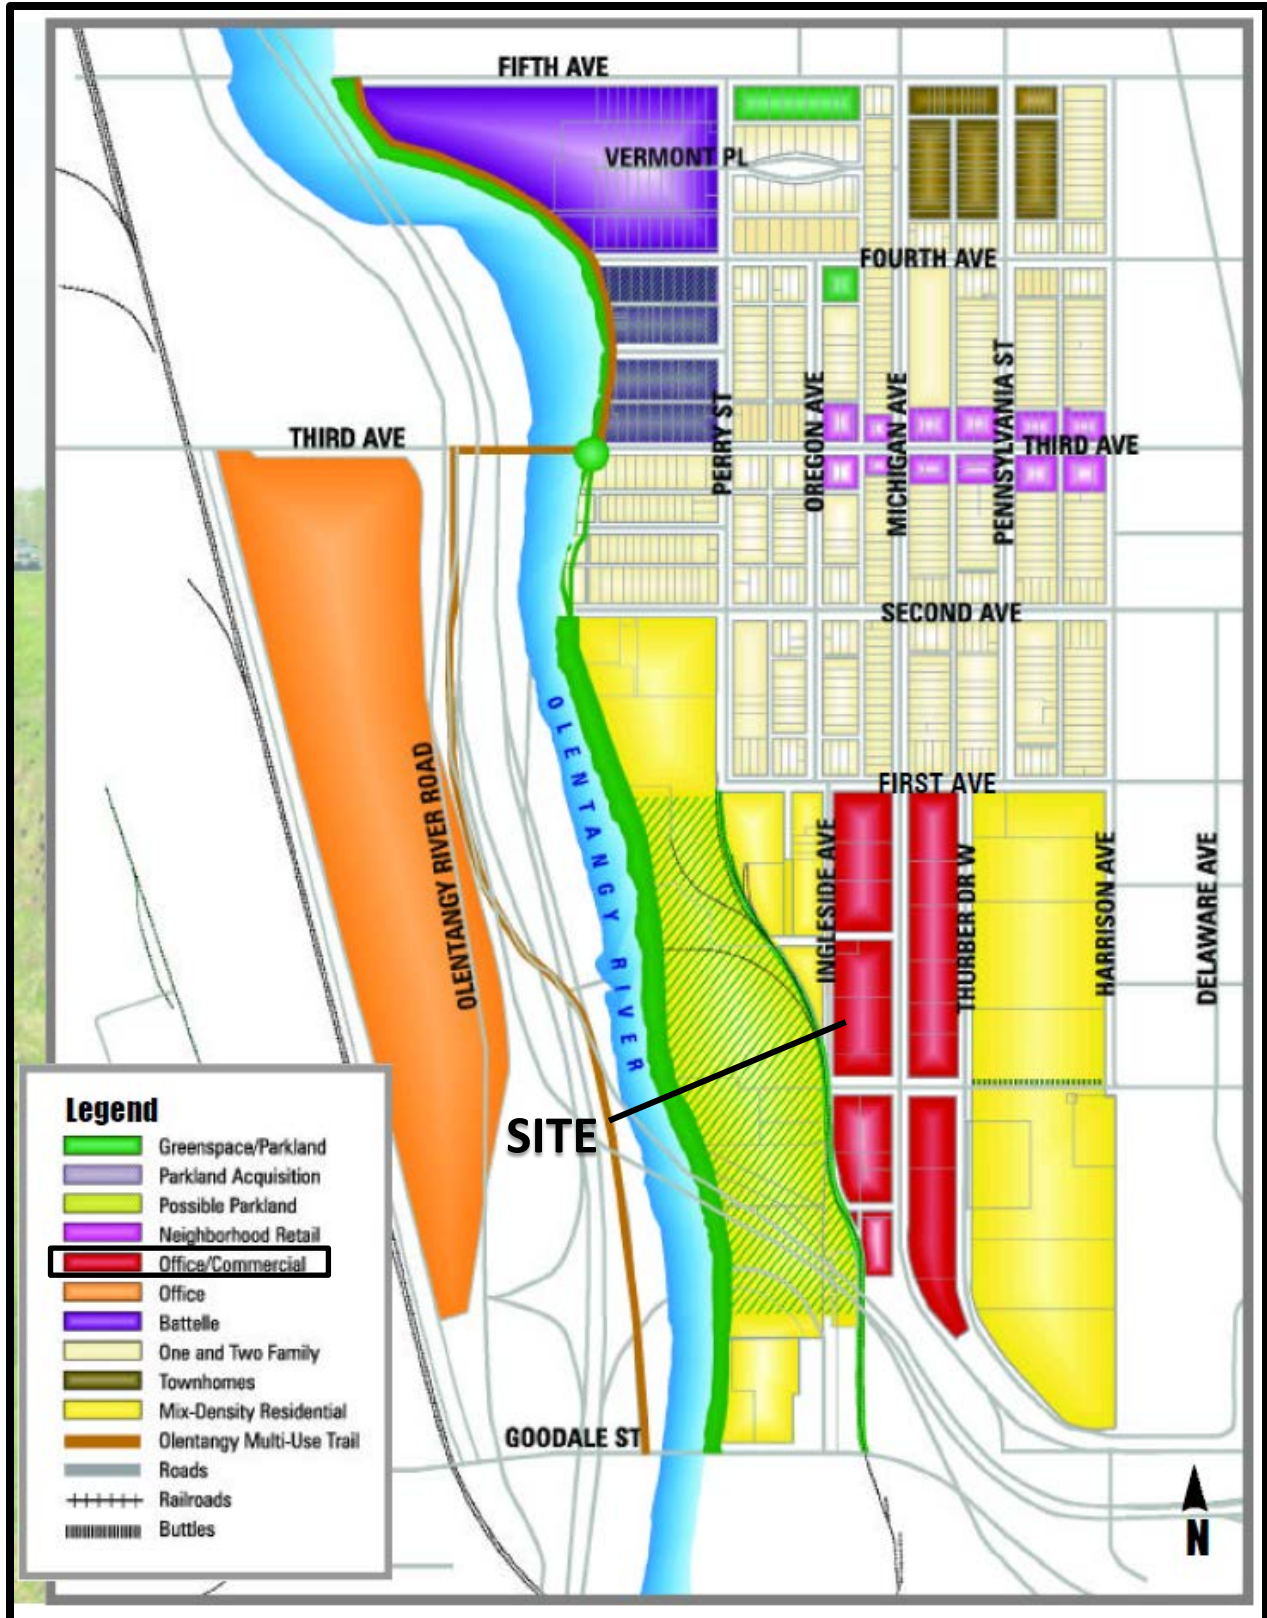 FIFTH AVE
VERMONT PL
FOURTH AVE
PERRY ST
OREGON AVE
MICHIGAN AVE
PENNSYLVANIA ST
THIRD AVE
THIRD AVE
SECOND AVE
OLENTANGY RIVER
FIRST AVE
OLENTANGY RIVER ROAD
INGLESIDE AVE
THURBER DR W
HARRISON AVE
DELAWARE AVE
SITE
Legend
Greenspace/Parkland
Parkland Acquisition
Possible Parkland
Neighborhood Retail
Office/Commercial
Office
Battelle
One and Two Family
Townhomes
Mix-Density Residential
Olentangy Multi-Use Trail
Roads
Railroads
Buttles
GOODALE ST
N